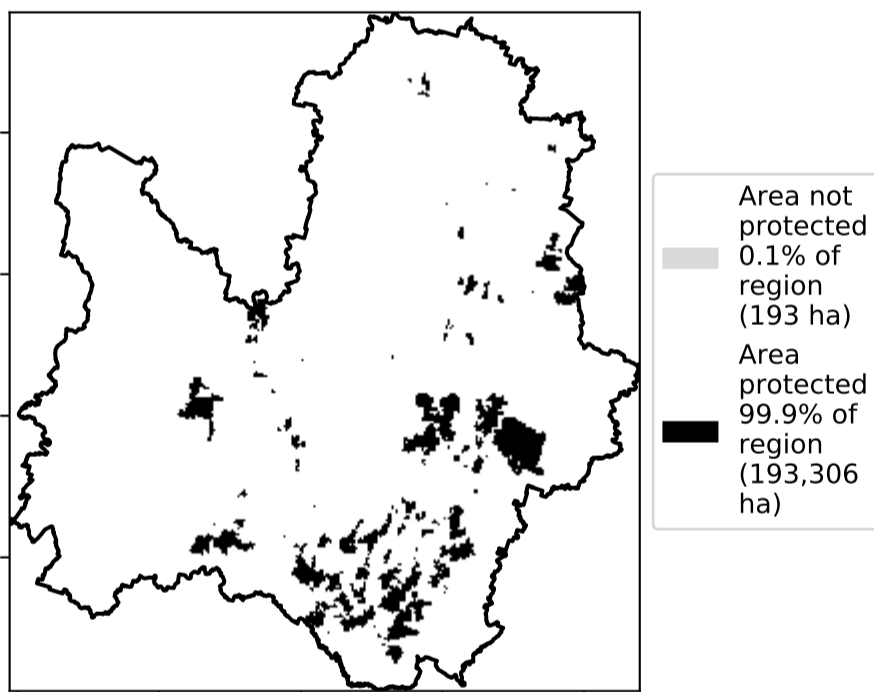 Area not
protected
0.1% of
region
(193 ha)
Area
protected
99.9% of
region
(193,306
ha)